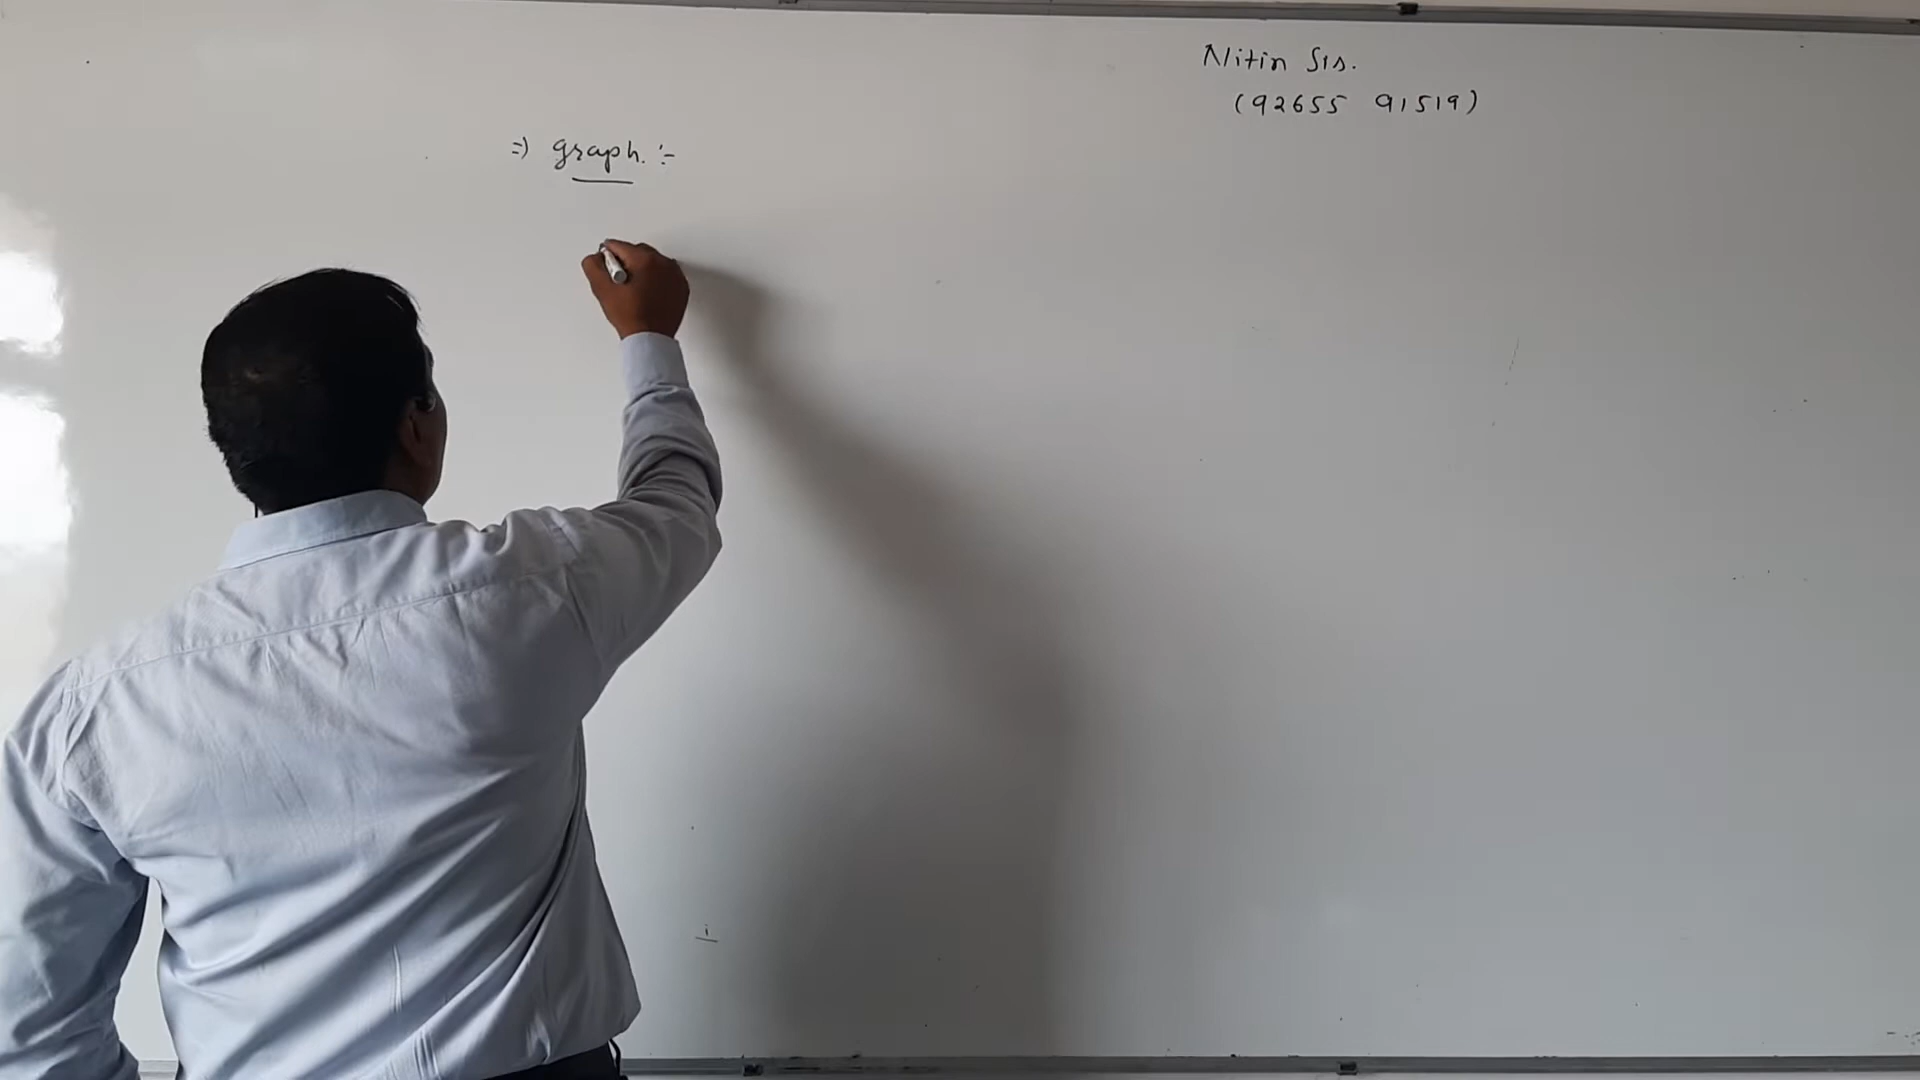 Nitin Sir.
(92655 91519)
=) graph. :-